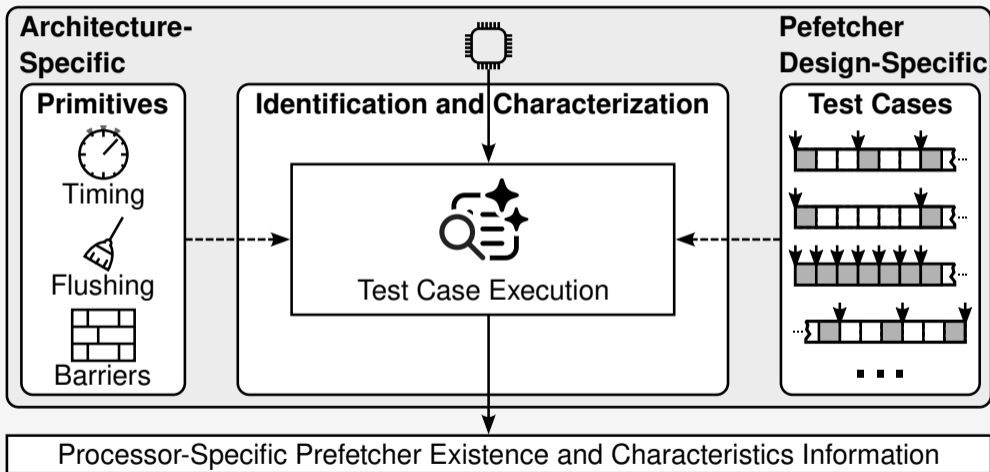 Architecture-
Specific
Primitives
Timing
Flushing
Barriers
Identification and Characterization
Test Case Execution
Pefetcher
Design-Specific
Test Cases
Processor-Specific Prefetcher Existence and Characteristics Information